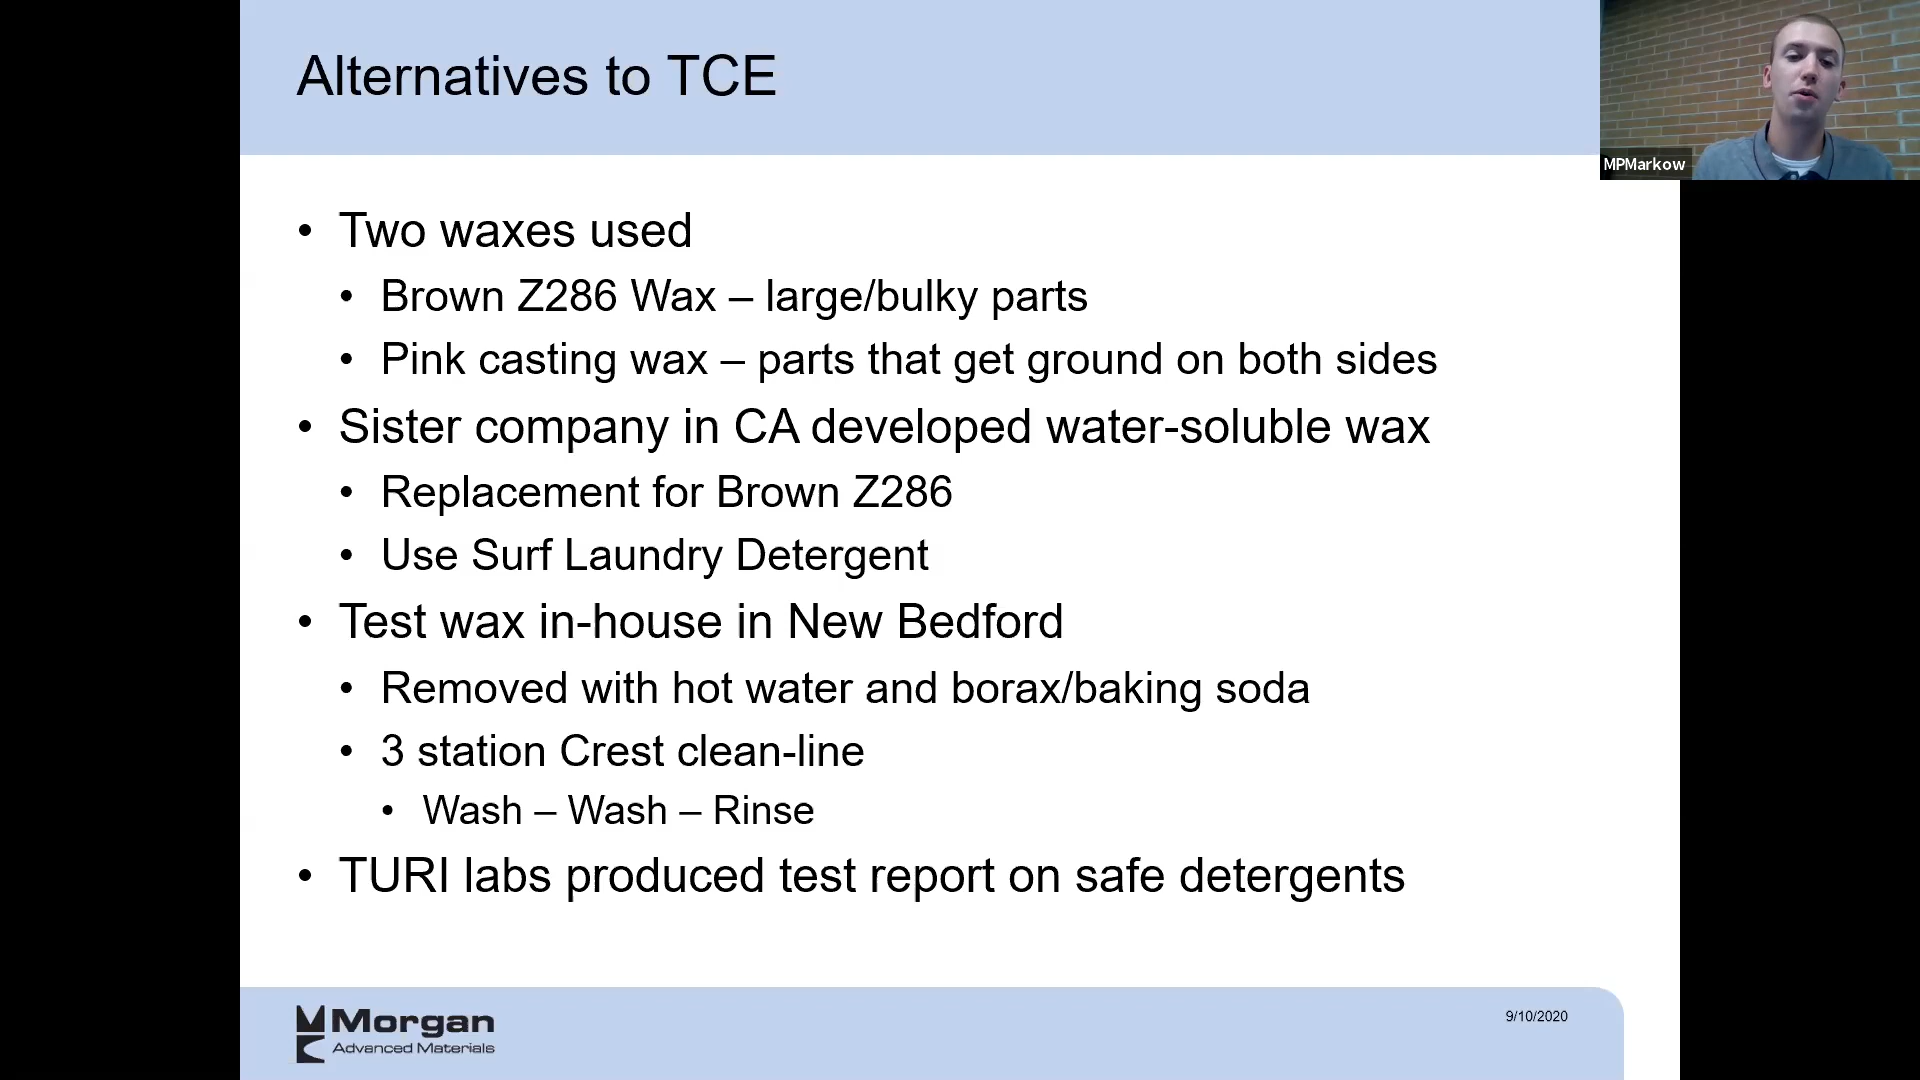 Alternatives to TCE
MPMarkow
• Two waxes used
• Brown Z286 Wax – large/bulky parts
• Pink casting wax – parts that get ground on both sides
• Sister company in CA developed water-soluble wax
• Replacement for Brown Z286
• Use Surf Laundry Detergent
• Test wax in-house in New Bedford
• Removed with hot water and borax/baking soda
• 3 station Crest clean-line
• Wash – Wash – Rinse
• TURI labs produced test report on safe detergents
Morgan
Advanced Materials
9/10/2020